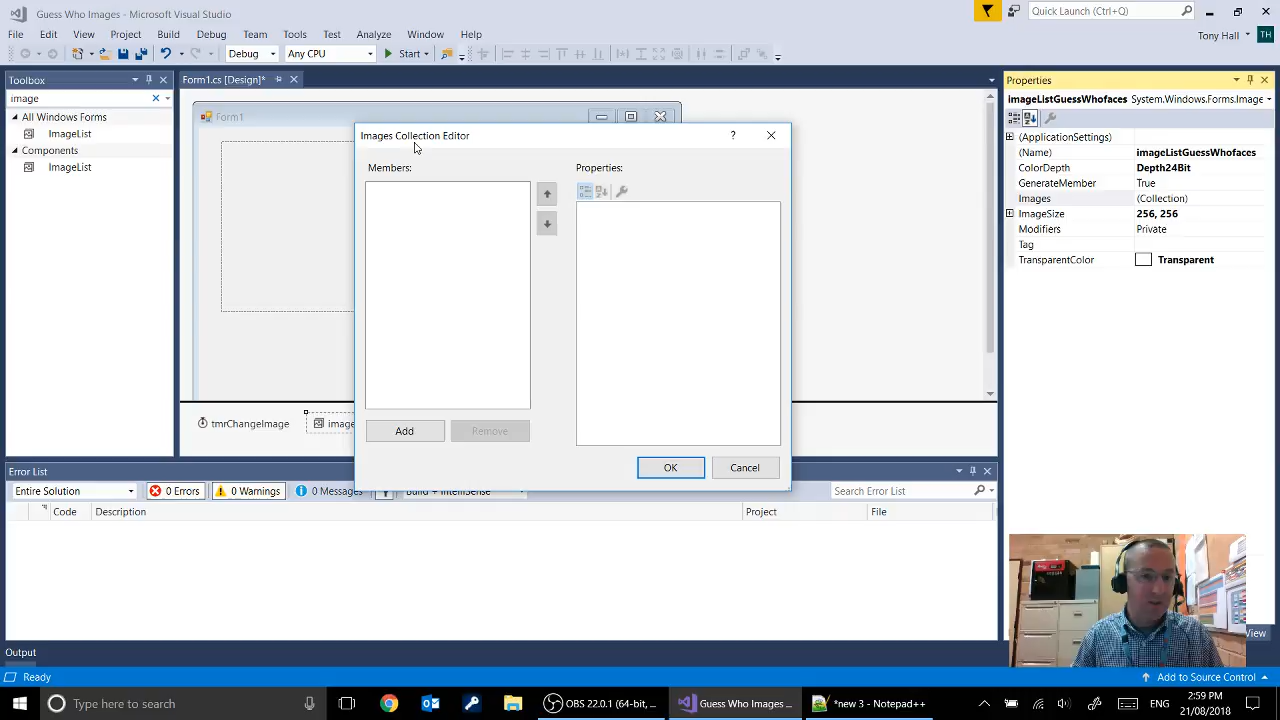 Guess Who Images - Microsoft Visual Studio
Quick Launch (Ctrl+Q)
File Edit View Project Build Debug Team Tools Test Analyze Window Help
Tony Hall TH
Debug Any CPU Start
Toolbox
image
All Windows Forms
ImageList
Components
ImageList
Form1.cs [Design]*
Form1
tmrChangeImage
image
Images Collection Editor
?
Members:
Properties:
Add
Remove
OK
Cancel
Properties
imageListGuessWhofaces System.Windows.Forms.Image
(ApplicationSettings)
(Name) imageListGuessWhofaces
ColorDepth Depth24Bit
GenerateMember True
Images (Collection)
ImageSize 256, 256
Modifiers Private
Tag
TransparentColor Transparent
Error List
Entire Solution 0 Errors 0 Warnings 0 Messages Build + IntelliSense Search Error List
Code Description Project File
View
Output
Ready
Add to Source Control
Type here to search
OBS 22.0.1 (64-bit, ...
Guess Who Images ...
*new 3 - Notepad++
ENG
2:59 PM
21/08/2018